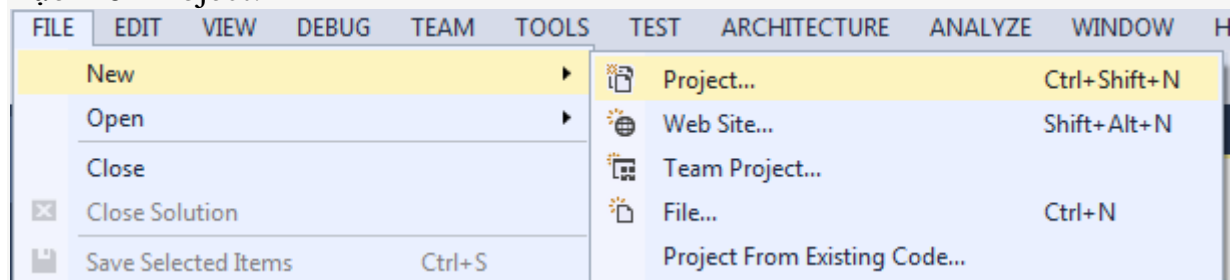 FILE EDIT VIEW DEBUG TEAM TOOLS TEST ARCHITECTURE ANALYZE WINDOW H
New
Open
Close
Close Solution
Save Selected Items Ctrl+S
Project... Ctrl+Shift+N
Web Site... Shift+Alt+N
Team Project...
File... Ctrl+N
Project From Existing Code...